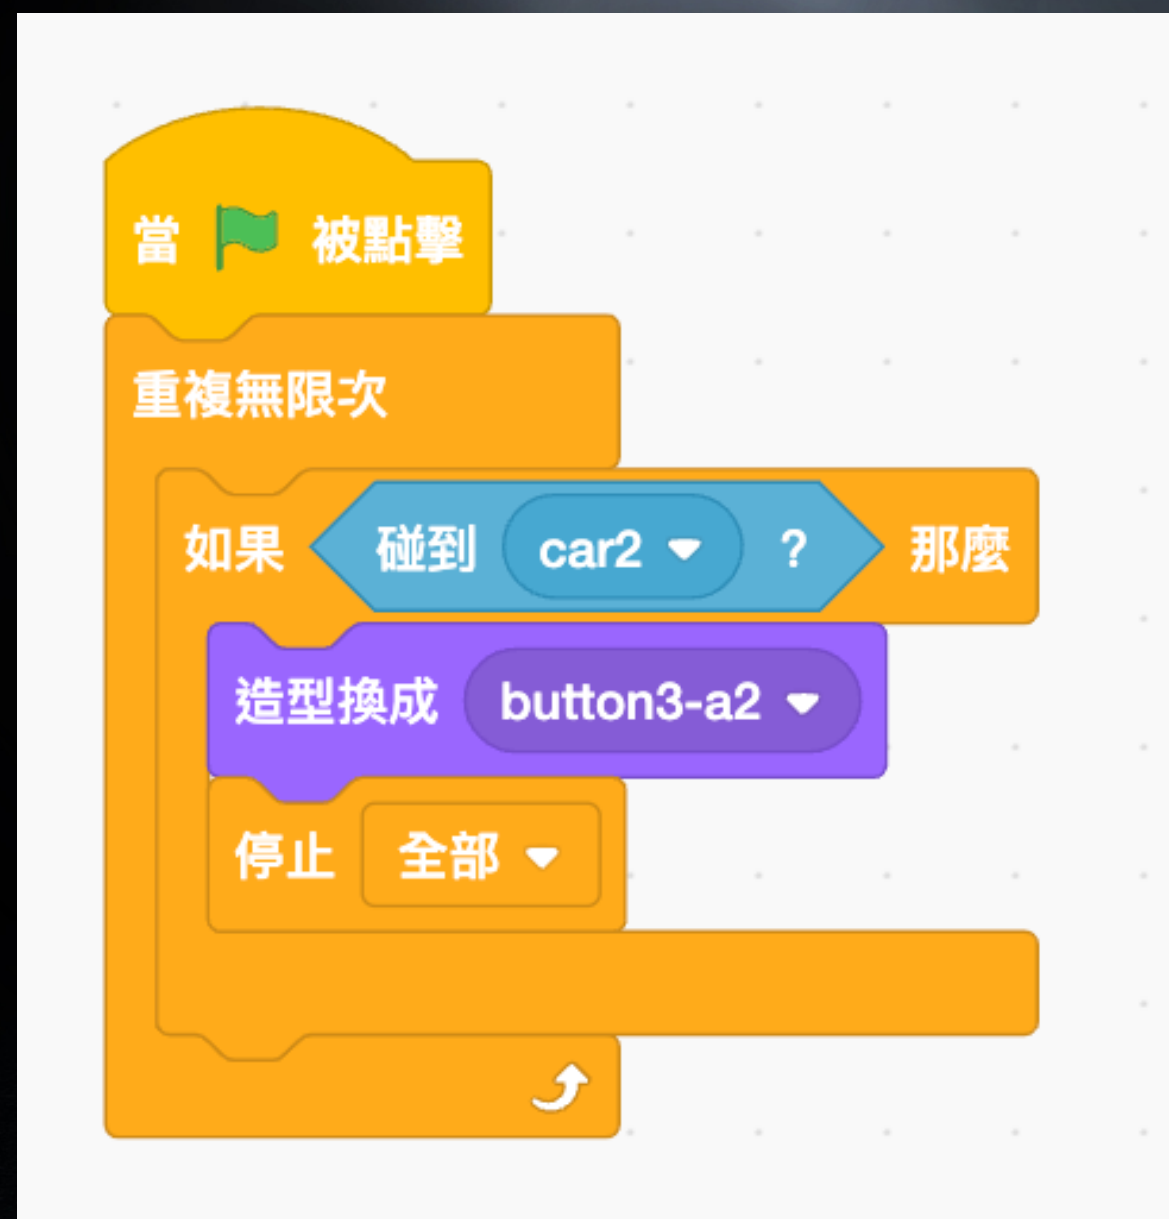 當 被點擊
重複無限次
如果 碰到 car2 ? 那麼
造型換成 button3-a2
停止 全部